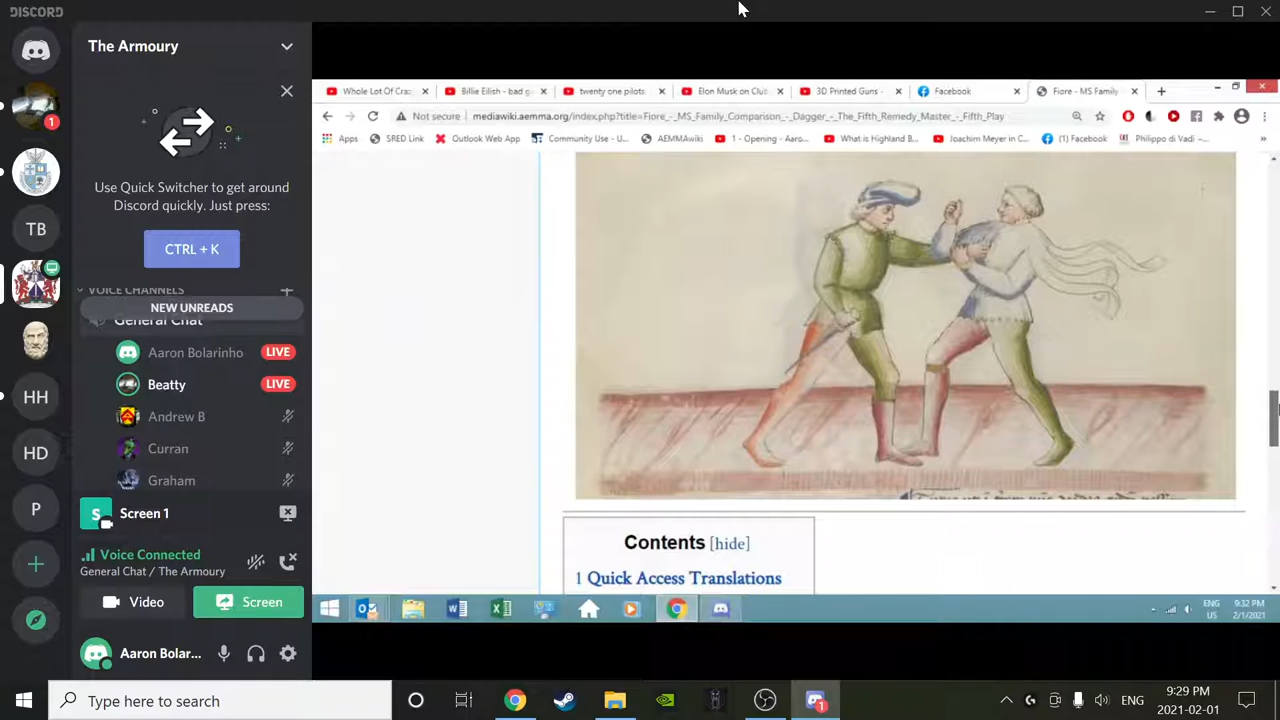 DISCORD
The Armoury
1
Use Quick Switcher to get around
Discord quickly. Just press:
CTRL + K
TB
HH
HD
P
VOICE CHANNELS
NEW UNREADS
General Chat
Aaron Bolarinho LIVE
Beatty LIVE
Andrew B
Curran
Graham
S Screen 1
Voice Connected
General Chat / The Armoury
Video Screen
Aaron Bolar...
Whole Lot Of Cra Billie Eilish - bad g twenty one pilots Elon Musk on Club 3D Printed Guns - Facebook Fiore - MS Family
Not secure | mediawiki.aemma.org/index.php?title=Fiore_-_MS_Family_Comparison_-_Dagger_-_The_Fifth_Remedy_Master_-_Fifth_Play
Apps SRED Link Outlook Web App Community Use - U... AEMMAwiki 1 - Opening - Aaro... What is Highland B... Joachim Meyer in C... (1) Facebook Philippo di Vadi —... »
Contents [hide]
1 Quick Access Translations
ENG
US
9:32 PM
2/1/2021
Type here to search
1
ENG
9:29 PM
2021-02-01